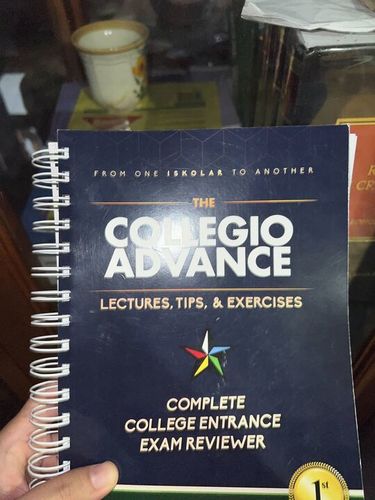 FROM ONE ISKOLAR TO ANOTHER
THE
COLLEGIO
ADVANCE
LECTURES, TIPS, & EXERCISES
COMPLETE
COLLEGE ENTRANCE
EXAM REVIEWER
1st